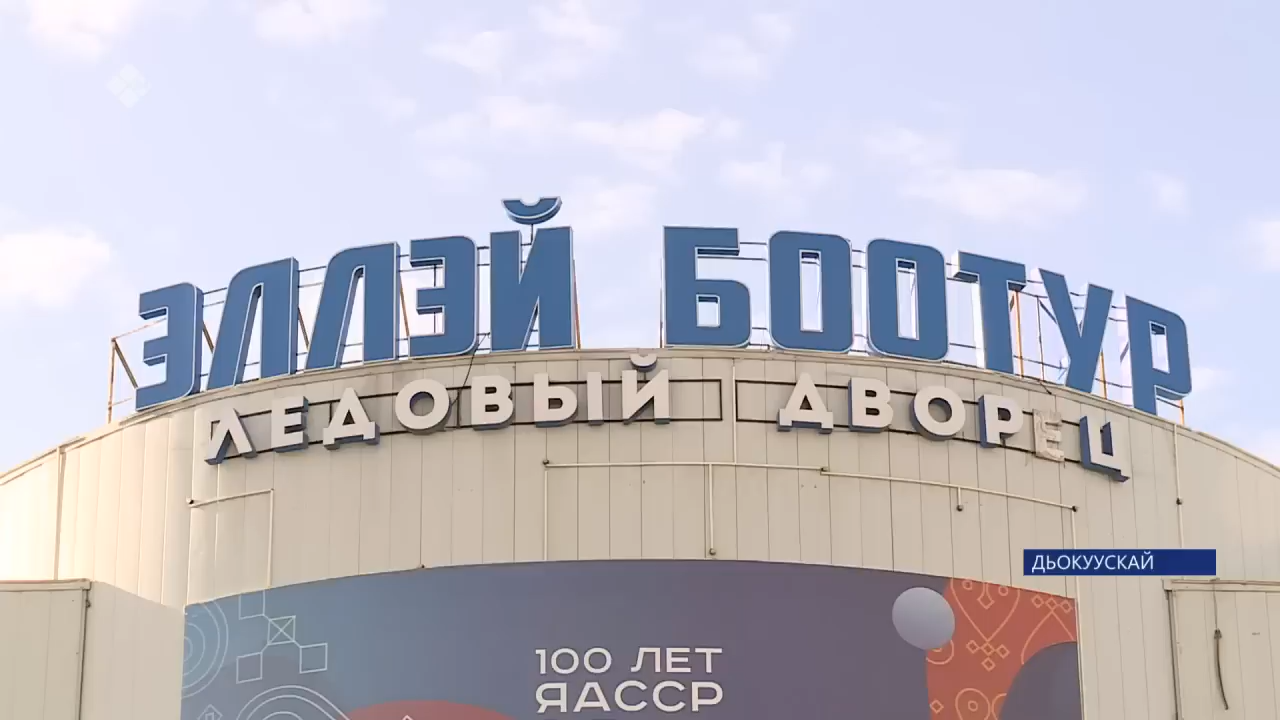 ЭЛЛЭЙ БООТУР
ЛЕДОВЫЙ ДВОРЕЦ
ДЬОКУУСКАЙ
100 ЛЕТ
ЯАССР